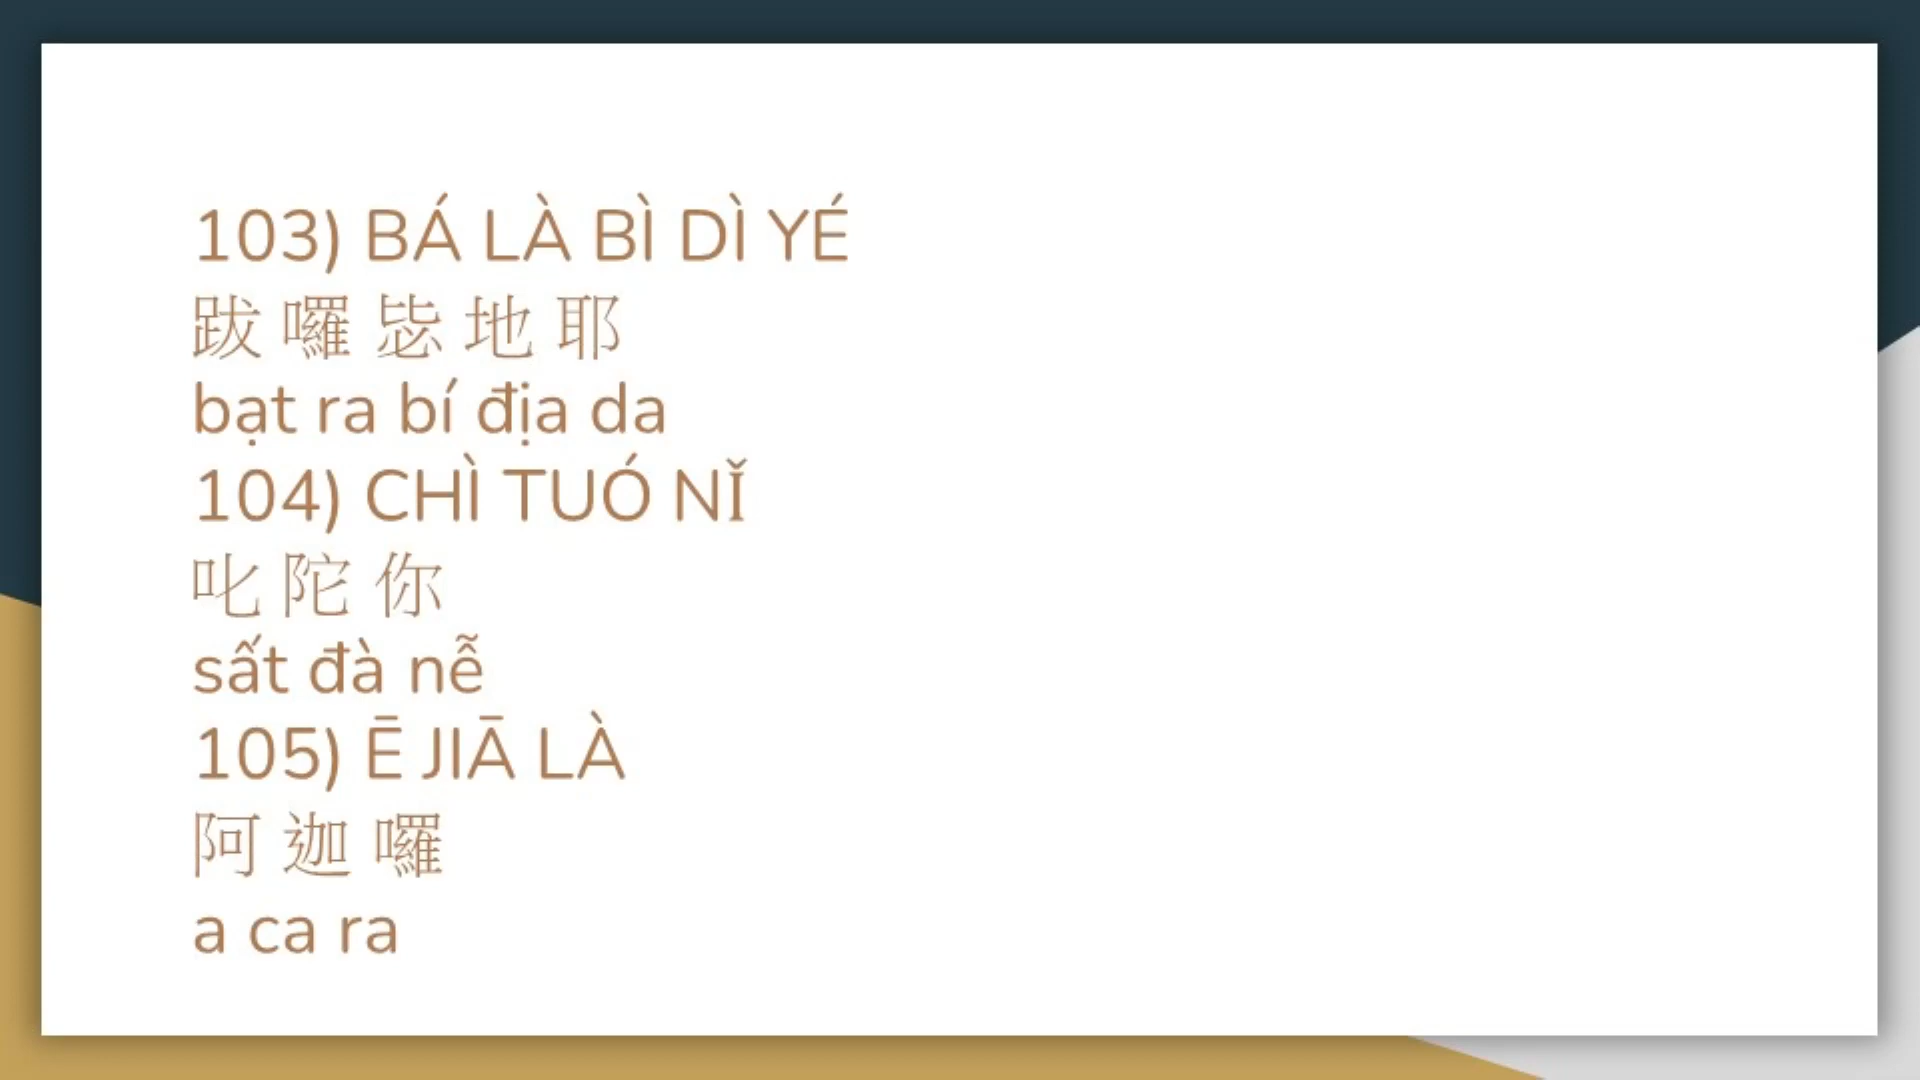 103) BÁ LÀ BÌ DÌ YÉ
跋 囉 毖 地 耶
bạt ra bí địa da
104) CHÌ TUÓ NǏ
叱 陀 你
sất đà nễ
105) Ē JIĀ LÀ
阿 迦 囉
a ca ra